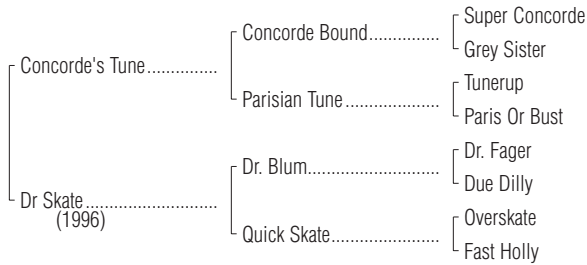 Super Concorde
Concorde Bound................
Grey Sister
Concorde's Tune................
Tunerup
Parisian Tune......................
Paris Or Bust
Dr. Fager
Dr. Blum..............................
Due Dilly
Dr Skate..............................
(1996)
Overskate
Quick Skate.........................
Fast Holly